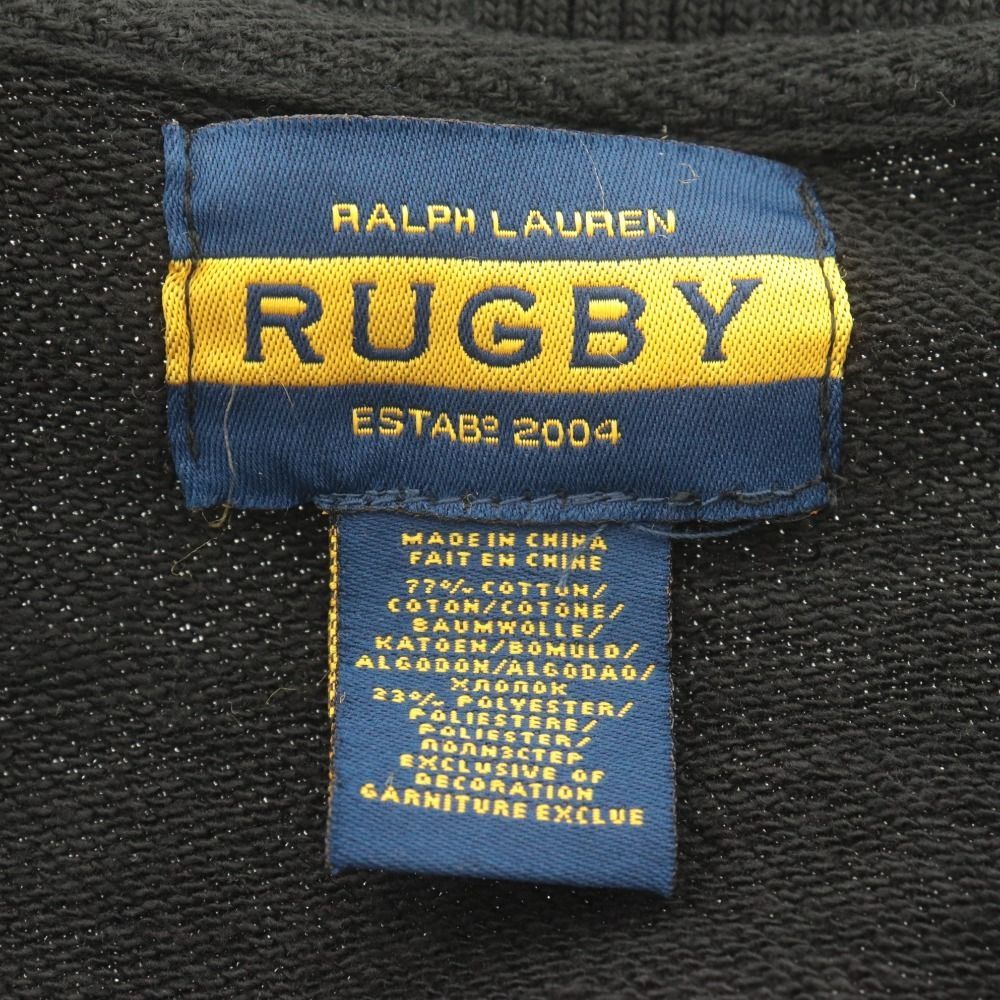 RALPH LAUREN
RUGBY
ESTABº 2004
MADE IN CHINA
FAIT EN CHINE
77% COTTON/
COTON/COTONE/
BAUMWOLLE/
KATOEN/BOMULD/
ALGODON/ALGODAO/
ХЛОПОК
23% POLYESTER/
POLIESTERE/
POLIESTER/
ПОЛИЭСТЕР
EXCLUSIVE OF
DECORATION
GARNITURE EXCLUE